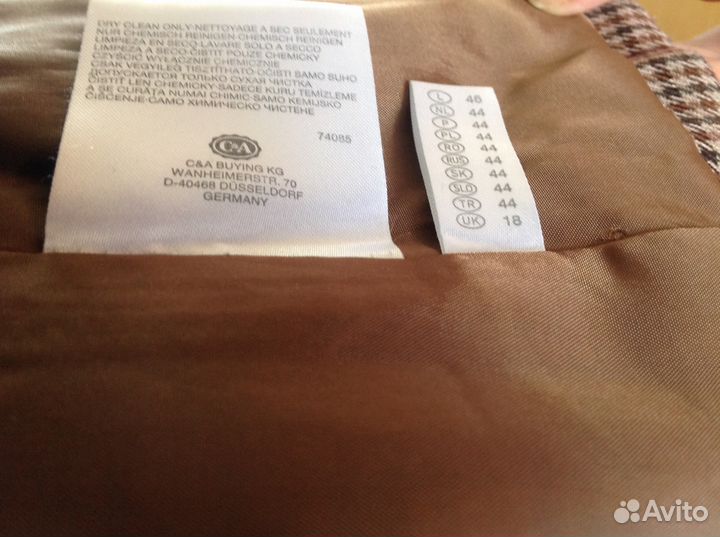 DRY CLEAN ONLY-NETTOYAGE A SEC SEULEMENT
NUR CHEMISCH REINIGEN-CHEMISCH REINIGEN
LIMPIEZA EN SECO-LAVARE SOLO A SECCO
LIMPEZA A SECO-ČISTIT POUZE CHEMICKY
CZYŚCIĆ WYŁĄCZNIE CHEMICZNIE
CSAK VEGYILEG TISZTÍTHATÓ-OČISTI SAMO SUHO
ДОПУСКАЕТСЯ ТОЛЬКО СУХАЯ ЧИСТКА
ČISTIŤ LEN CHEMICKY-SADECE KURU TEMİZLEME
A SE CURĂȚA NUMAI CHIMIC-SAMO KEMIJSKO
ČIŠĆENJE-САМО ХИМИЧЕСКО ЧИСТЕНЕ
74085
C&A
C&A BUYING KG
WANHEIMERSTR. 70
D-40468 DÜSSELDORF
GERMANY
I 46
NL 44
P 44
PL 44
RO 44
RUS 44
SK 44
SLO 44
TR 44
UK 18
Avito